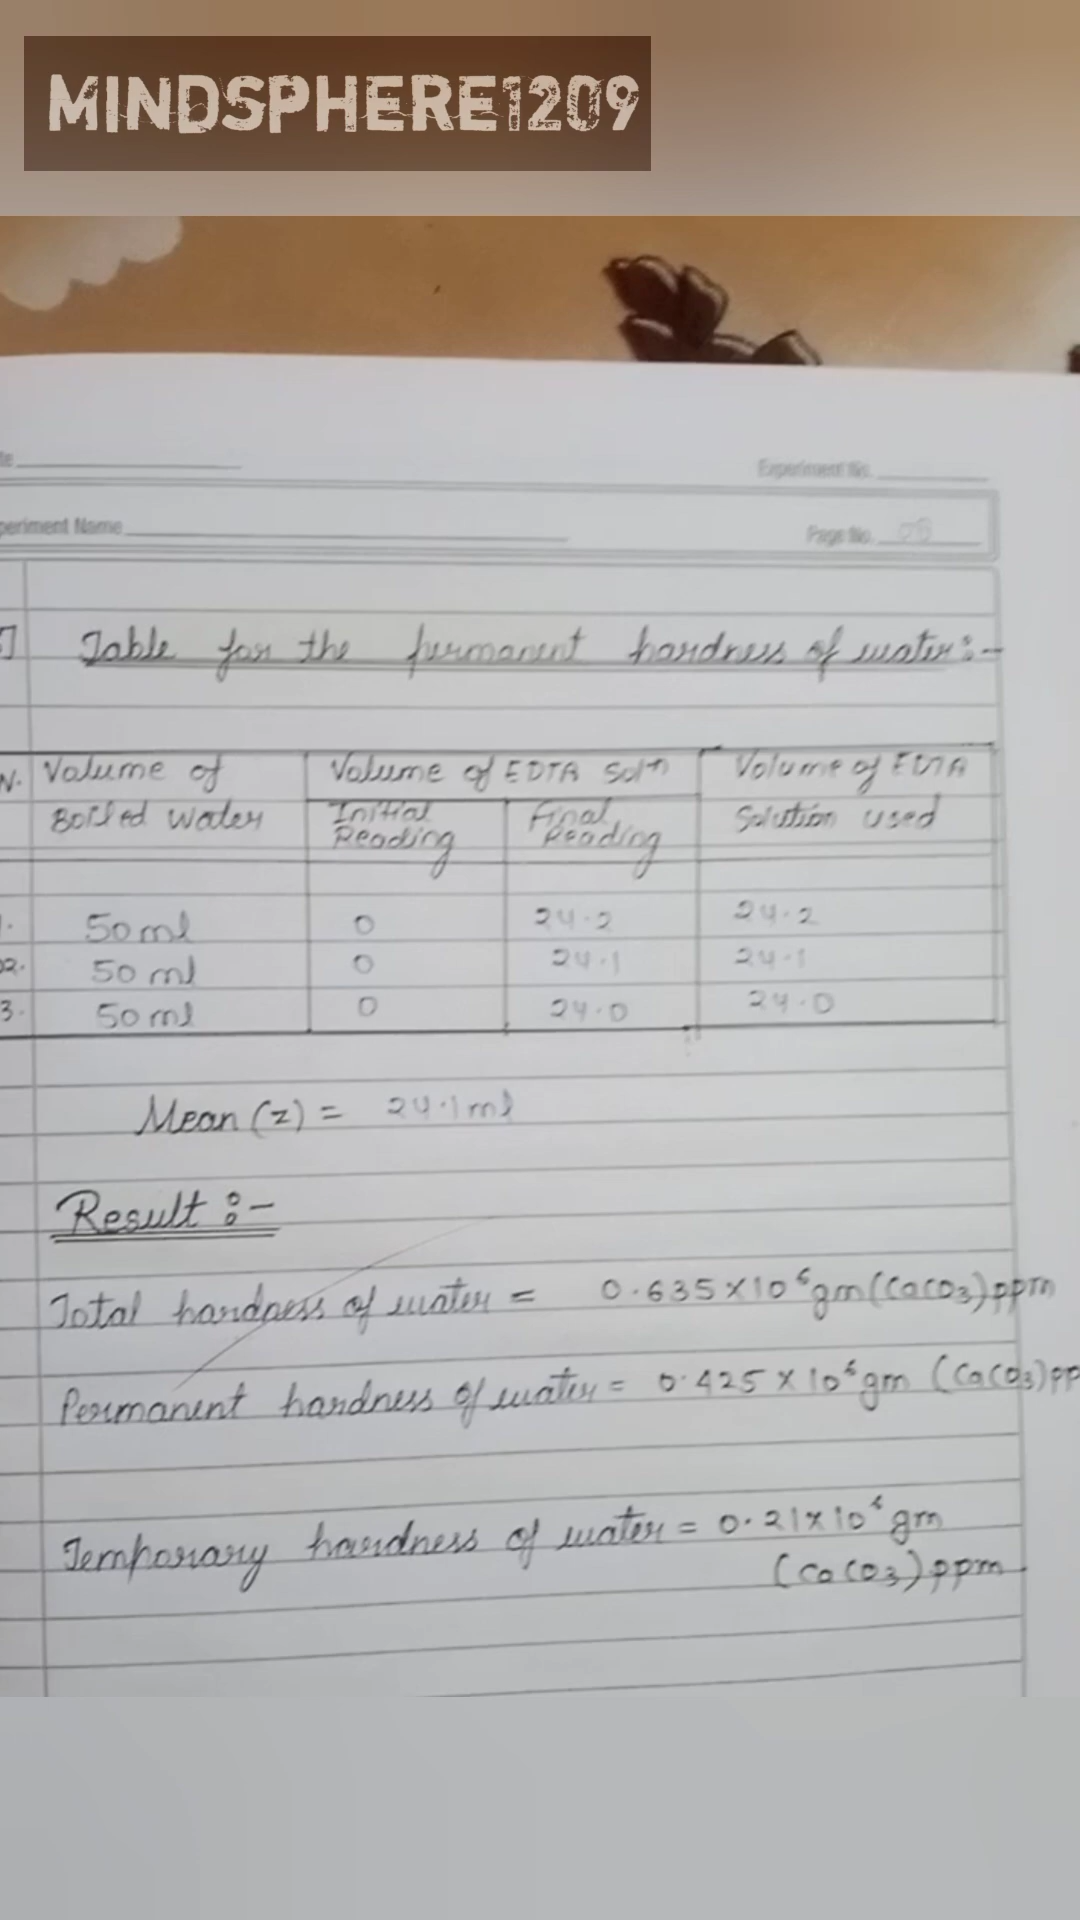 MINDSPHERE1209
Experiment No.
periment Name
Page No. 08
Table for the permanent hardness of water:-
N. Volume of Boiled Water
Volume of EDTA Soln
Volume of EDTA Solution used
Initial Reading
Final Reading
50 ml 0 24.2 24.2
02. 50 ml 0 24.1 24.1
3. 50 ml 0 24.0 24.0
Mean (z) = 24.1 ml
Result :-
Total hardness of water = 0.635 x 10⁶ gm (CaCO₃) ppm
Permanent hardness of water = 0.425 x 10⁶ gm (CaCO₃) pp
Temporary hardness of water = 0.21 x 10⁶ gm
(CaCO₃) ppm